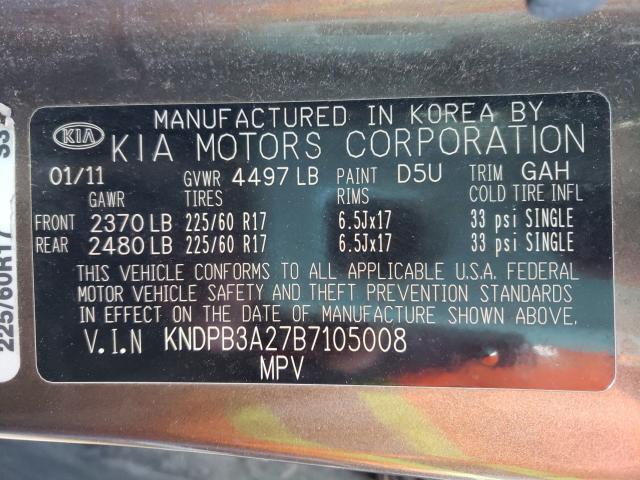 MANUFACTURED IN KOREA BY
KIA KIA MOTORS CORPORATION
01/11 GVWR 4497 LB PAINT D5U TRIM GAH
GAWR TIRES RIMS COLD TIRE INFL
FRONT 2370 LB 225/60 R17 6.5Jx17 33 psi SINGLE
REAR 2480 LB 225/60 R17 6.5Jx17 33 psi SINGLE
THIS VEHICLE CONFORMS TO ALL APPLICABLE U.S.A. FEDERAL
MOTOR VEHICLE SAFETY AND THEFT PREVENTION STANDARDS
IN EFFECT ON THE DATE OF MANUFACTURE SHOWN ABOVE.
V.I.N KNDPB3A27B7105008
MPV
225/60R17